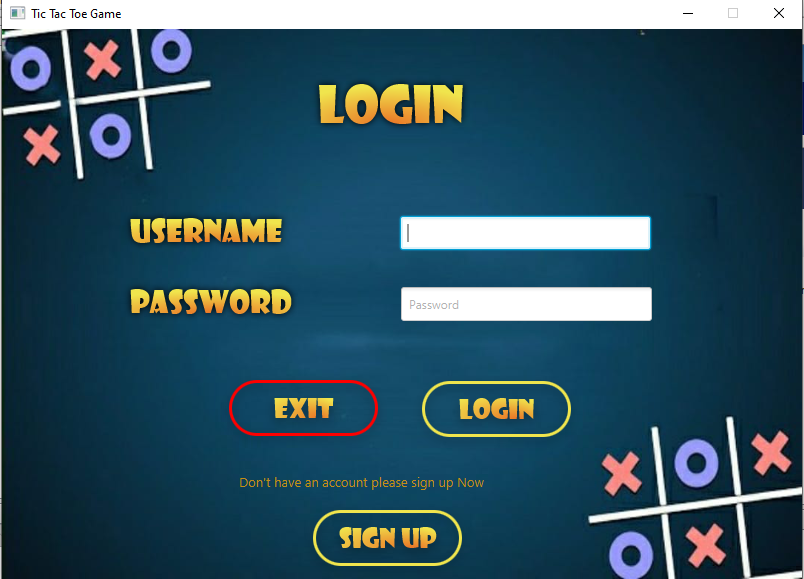 Tic Tac Toe Game
LOGIN
USERNAME
PASSWORD
Password
EXIT
LOGIN
Don't have an account please sign up Now
SIGN UP